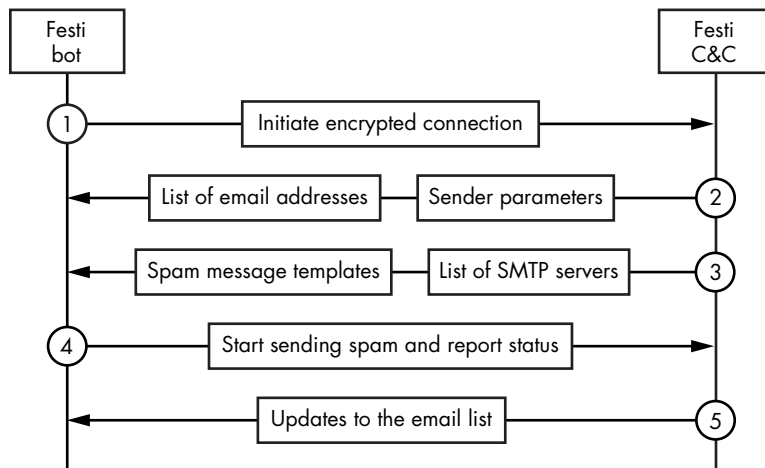 Festi
bot
Festi
C&C
1
Initiate encrypted connection
List of email addresses
Sender parameters
2
Spam message templates
List of SMTP servers
3
4
Start sending spam and report status
Updates to the email list
5